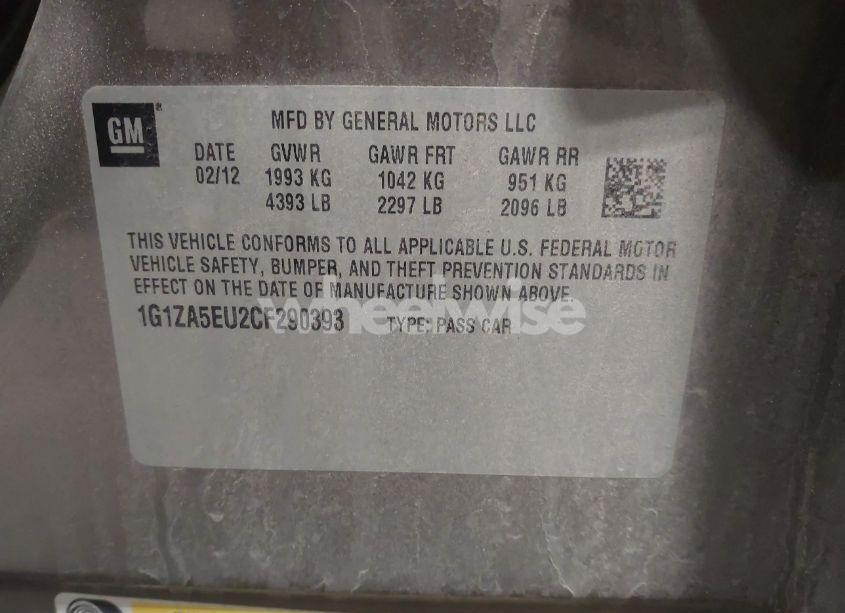 GM®
MFD BY GENERAL MOTORS LLC
DATE GVWR GAWR FRT GAWR RR
02/12 1993 KG 1042 KG 951 KG
4393 LB 2297 LB 2096 LB
THIS VEHICLE CONFORMS TO ALL APPLICABLE U.S. FEDERAL MOTOR
VEHICLE SAFETY, BUMPER, AND THEFT PREVENTION STANDARDS IN
EFFECT ON THE DATE OF MANUFACTURE SHOWN ABOVE.
1G1ZA5EU2CF290393 TYPE: PASS CAR
wheelwise